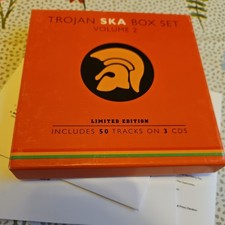 TROJAN SKA BOX SET
VOLUME 2
LIMITED EDITION
INCLUDES 50 TRACKS ON 3 CDS